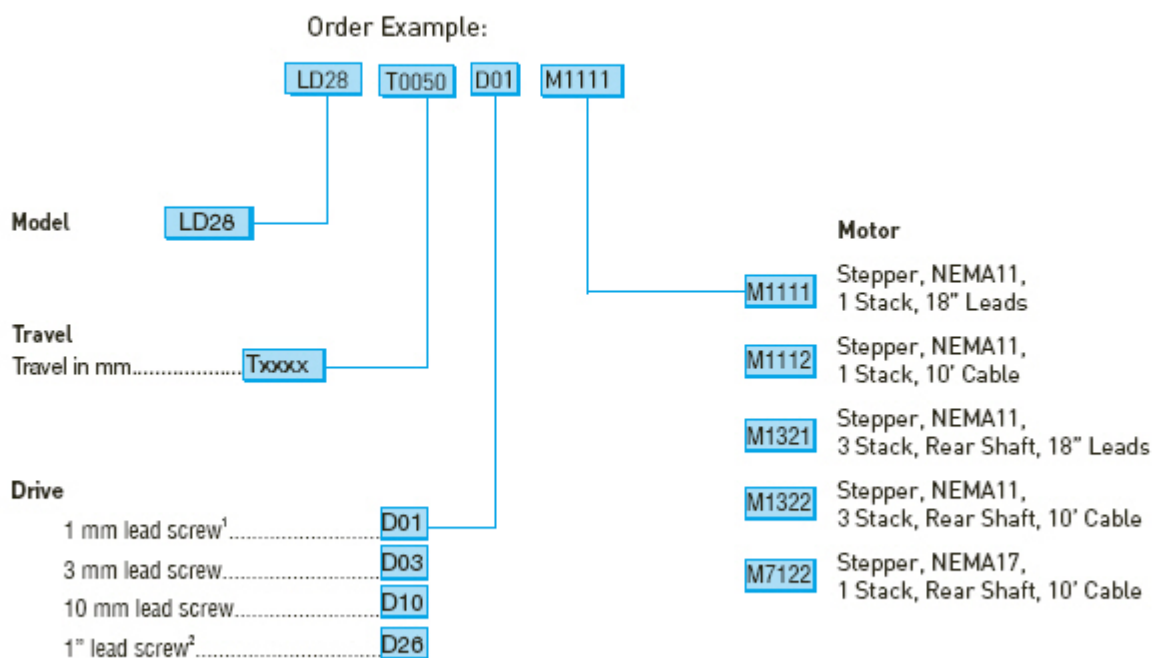 Order Example:
LD28 T0050 D01 M1111
Model LD28
Travel
Travel in mm.................... Txxxx
Drive
1 mm lead screw¹........................... D01
3 mm lead screw............................ D03
10 mm lead screw.......................... D10
1" lead screw²................................. D26
Motor
M1111 Stepper, NEMA11,
1 Stack, 18" Leads
M1112 Stepper, NEMA11,
1 Stack, 10' Cable
M1321 Stepper, NEMA11,
3 Stack, Rear Shaft, 18" Leads
M1322 Stepper, NEMA11,
3 Stack, Rear Shaft, 10' Cable
M7122 Stepper, NEMA17,
1 Stack, Rear Shaft, 10' Cable